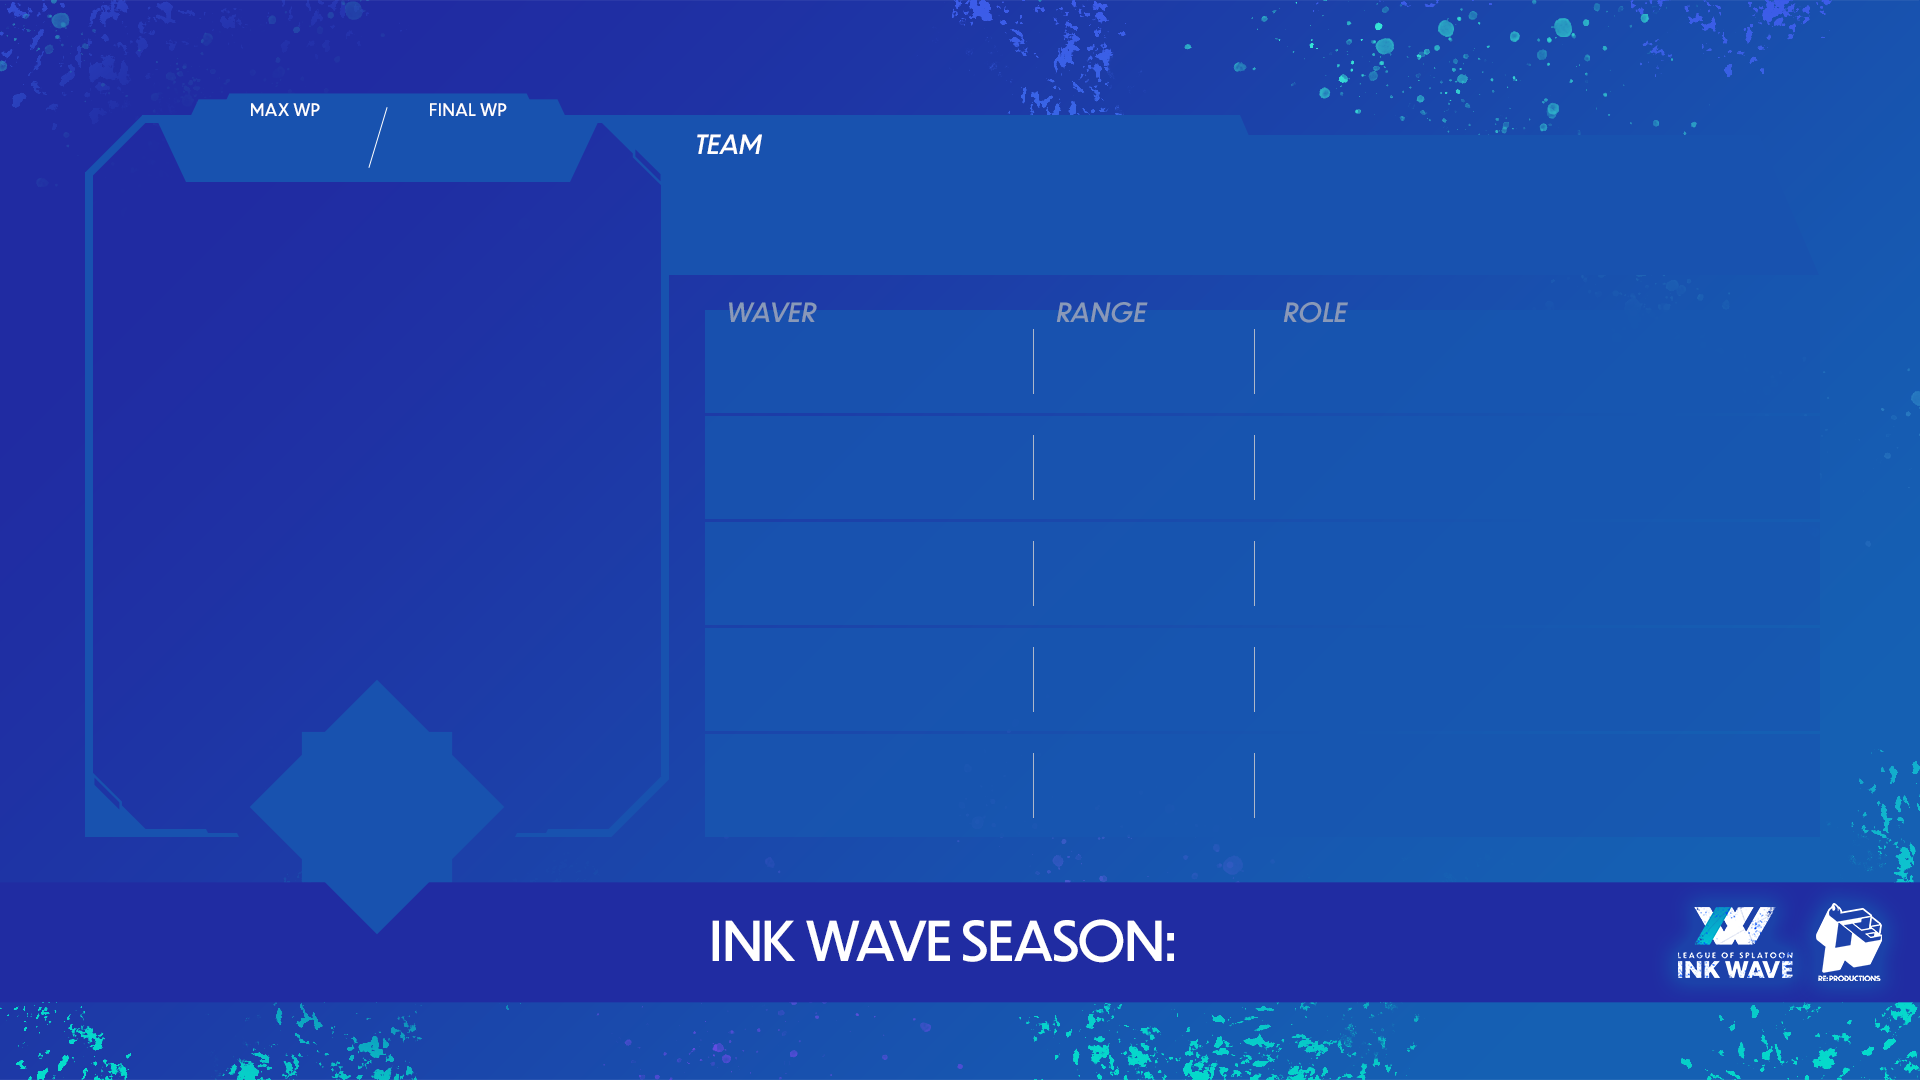 MAX WP
FINAL WP
TEAM
WAVER
RANGE
ROLE
INK WAVE SEASON:
LEAGUE OF SPLATOON
INK WAVE
RE:PRODUCTIONS